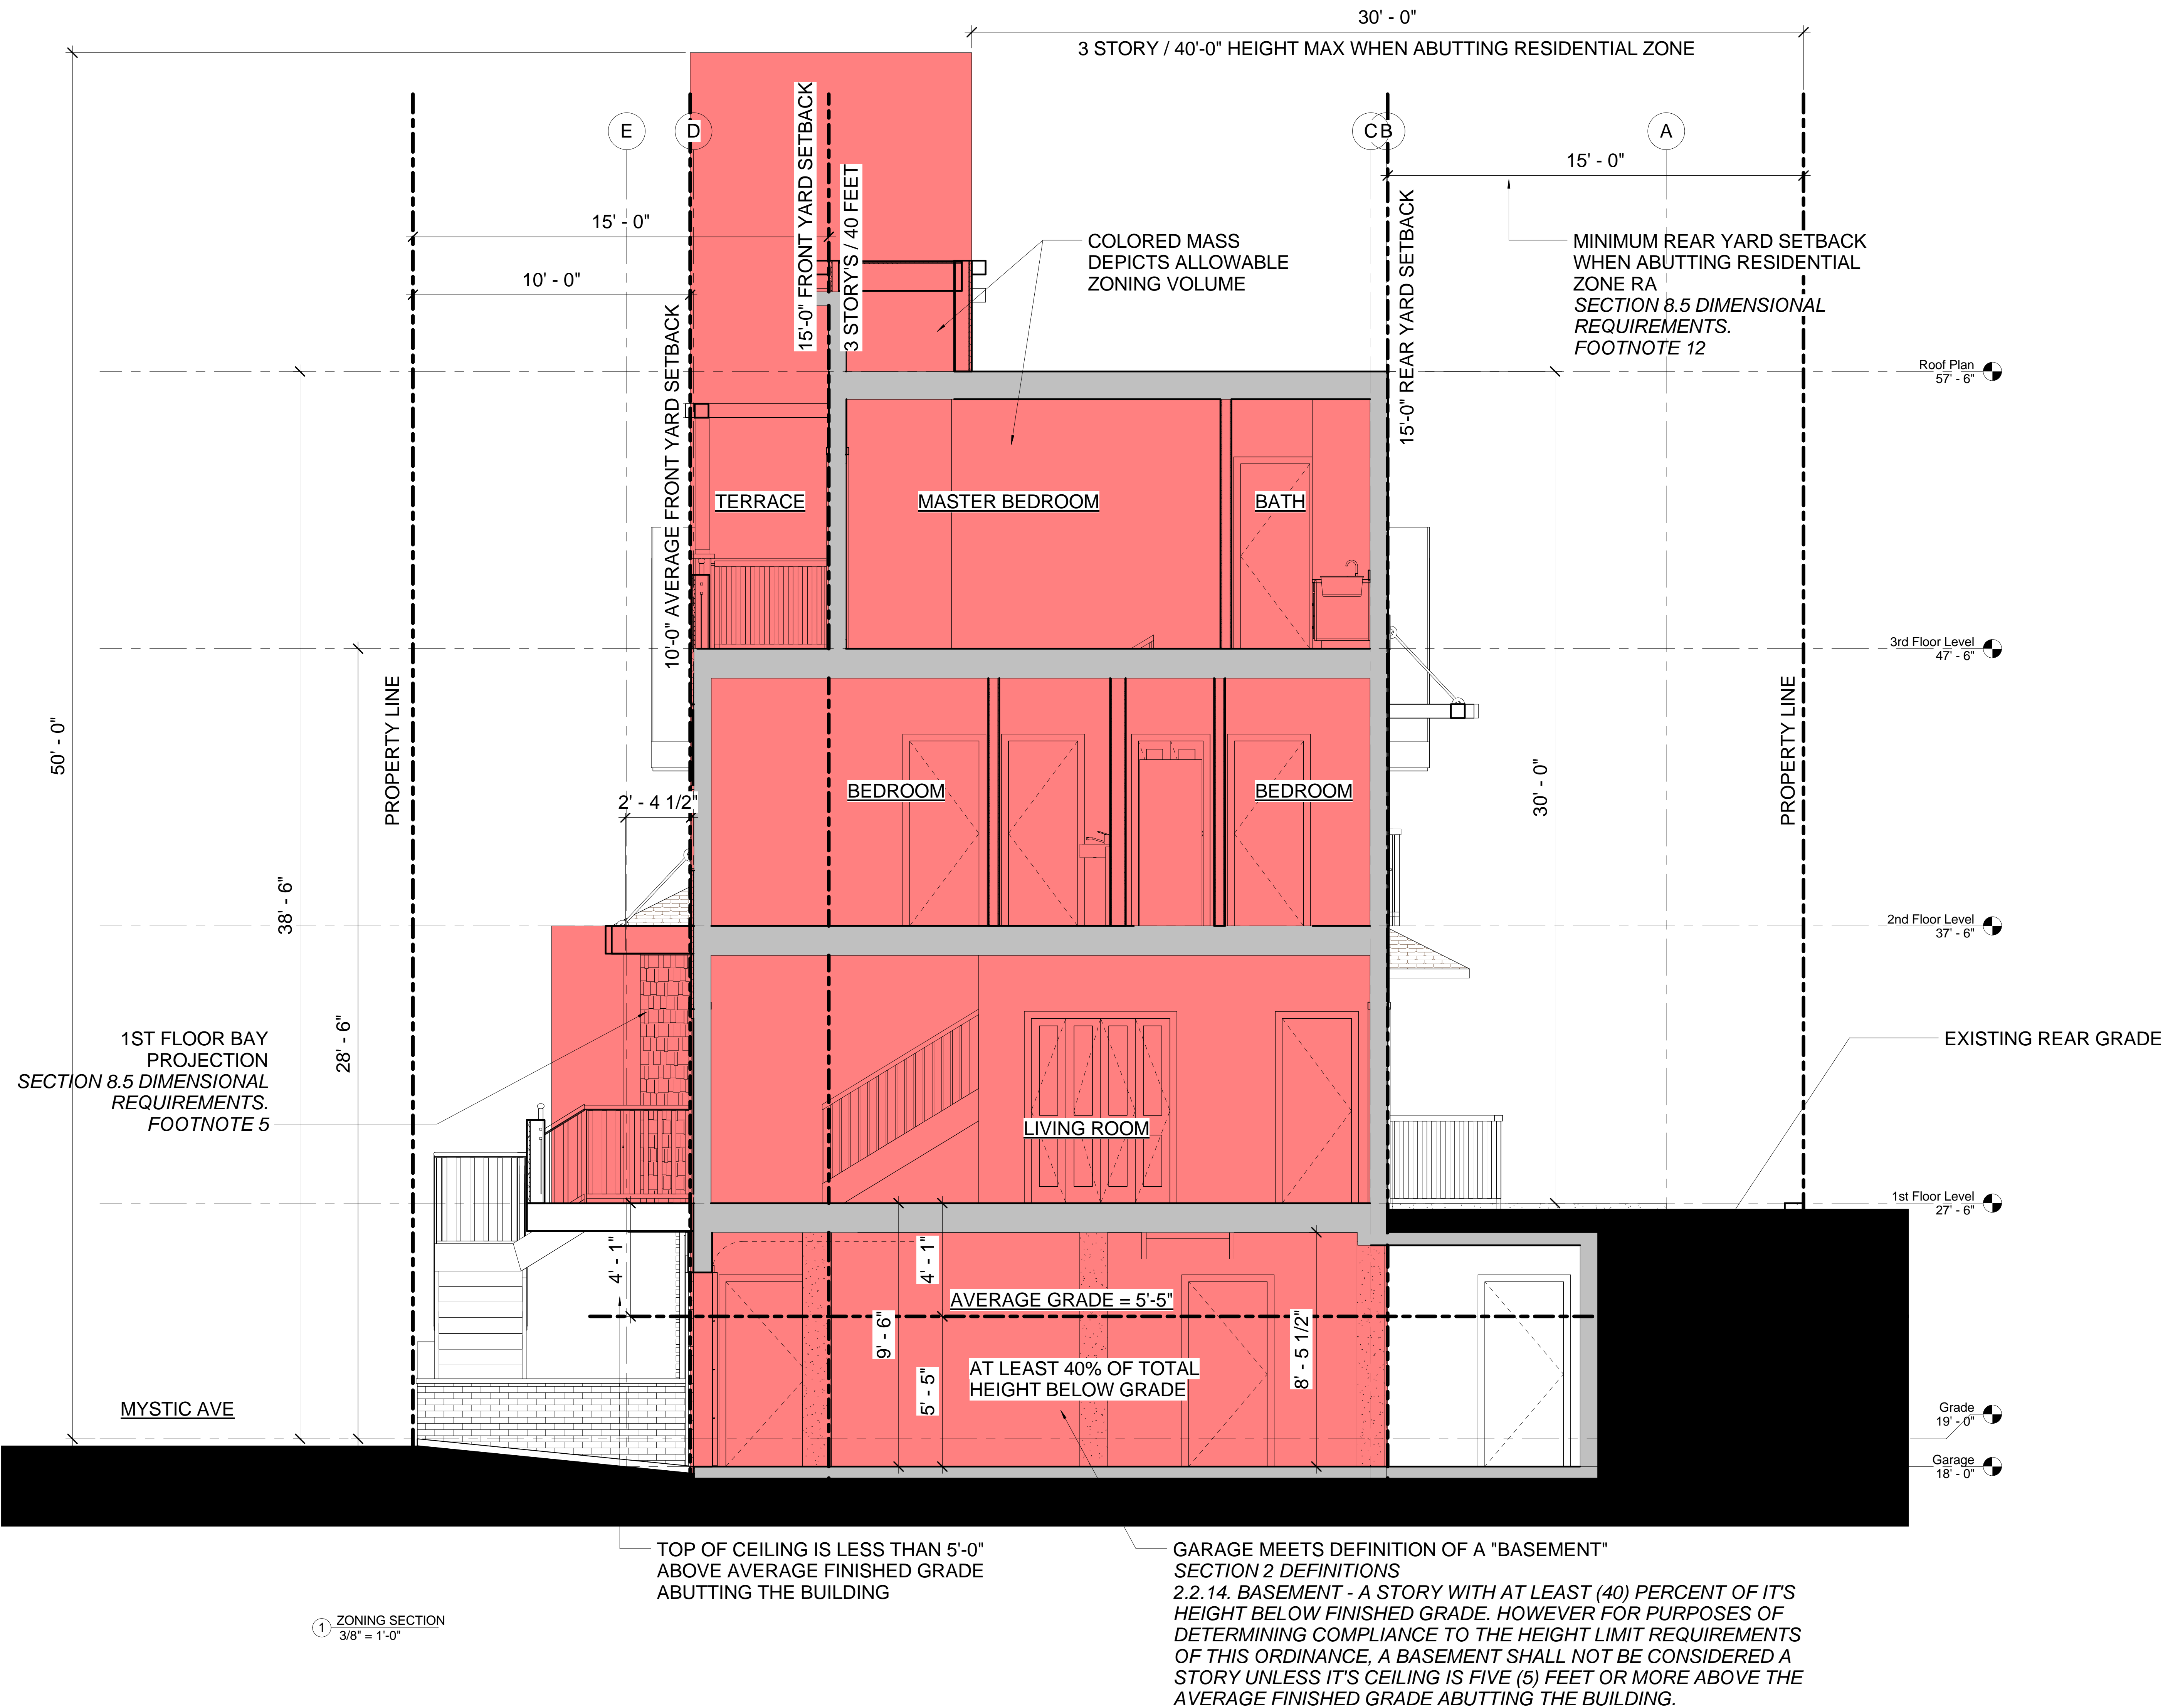 30' - 0"
3 STORY / 40'-0" HEIGHT MAX WHEN ABUTTING RESIDENTIAL ZONE
E
D
C
B
A
15' - 0"
15' - 0"
10' - 0"
15'-0" FRONT YARD SETBACK
3 STORY'S / 40 FEET
10'-0" AVERAGE FRONT YARD SETBACK
15'-0" REAR YARD SETBACK
COLORED MASS
DEPICTS ALLOWABLE
ZONING VOLUME
MINIMUM REAR YARD SETBACK
WHEN ABUTTING RESIDENTIAL
ZONE RA
SECTION 8.5 DIMENSIONAL
REQUIREMENTS.
FOOTNOTE 12
Roof Plan
57' - 6"
TERRACE
MASTER BEDROOM
BATH
3rd Floor Level
47' - 6"
PROPERTY LINE
PROPERTY LINE
50' - 0"
38' - 6"
28' - 6"
30' - 0"
2' - 4 1/2"
BEDROOM
BEDROOM
2nd Floor Level
37' - 6"
1ST FLOOR BAY
PROJECTION
SECTION 8.5 DIMENSIONAL
REQUIREMENTS.
FOOTNOTE 5
LIVING ROOM
EXISTING REAR GRADE
1st Floor Level
27' - 6"
4' - 1"
4' - 1"
9' - 6"
5' - 5"
8' - 5 1/2"
AVERAGE GRADE = 5'-5"
AT LEAST 40% OF TOTAL
HEIGHT BELOW GRADE
MYSTIC AVE
Grade
19' - 0"
Garage
18' - 0"
TOP OF CEILING IS LESS THAN 5'-0"
ABOVE AVERAGE FINISHED GRADE
ABUTTING THE BUILDING
GARAGE MEETS DEFINITION OF A "BASEMENT"
SECTION 2 DEFINITIONS
2.2.14. BASEMENT - A STORY WITH AT LEAST (40) PERCENT OF IT'S
HEIGHT BELOW FINISHED GRADE. HOWEVER FOR PURPOSES OF
DETERMINING COMPLIANCE TO THE HEIGHT LIMIT REQUIREMENTS
OF THIS ORDINANCE, A BASEMENT SHALL NOT BE CONSIDERED A
STORY UNLESS IT'S CEILING IS FIVE (5) FEET OR MORE ABOVE THE
AVERAGE FINISHED GRADE ABUTTING THE BUILDING.
1
ZONING SECTION
3/8" = 1'-0"